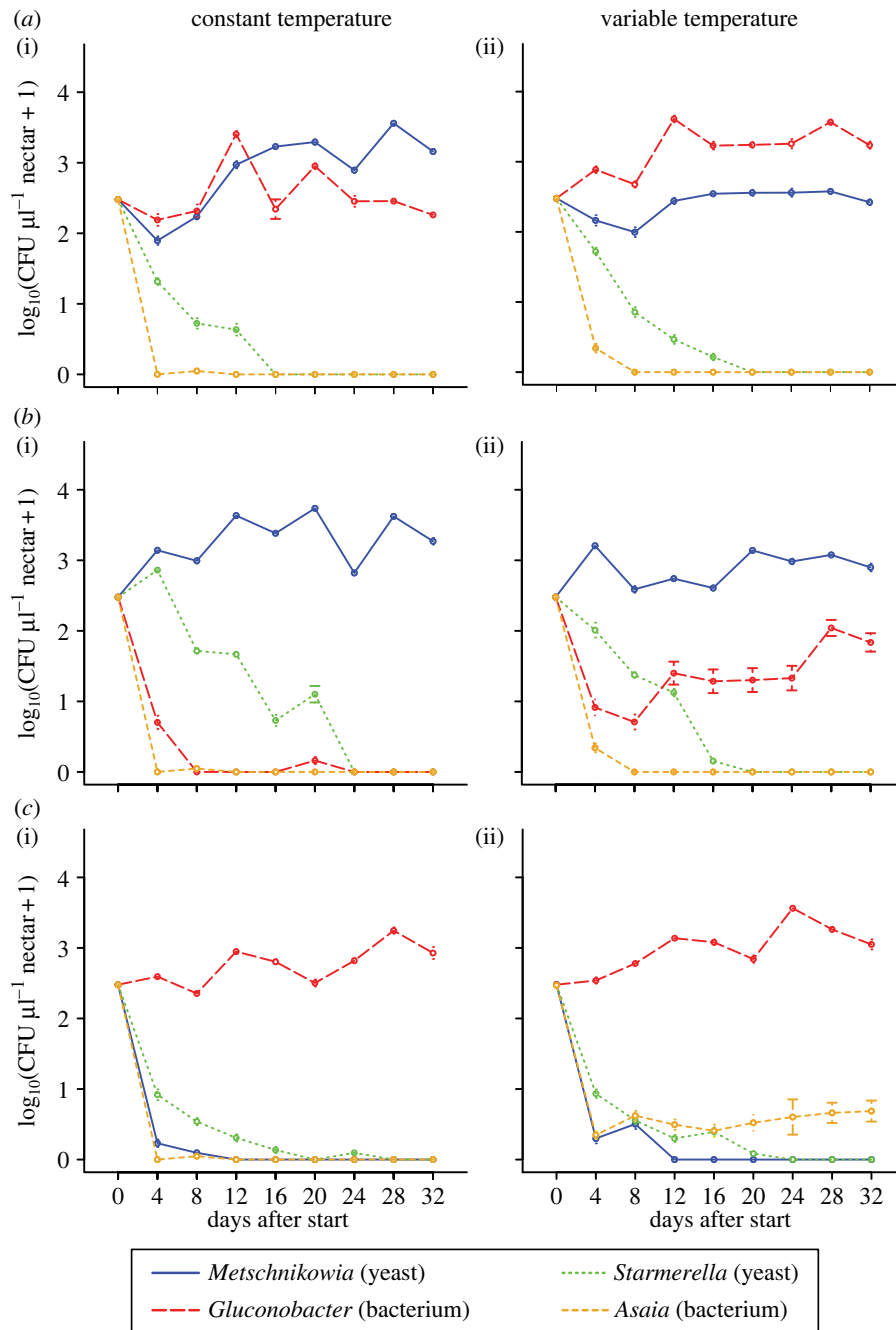 (a) constant temperature variable temperature
(i) (ii)
log10(CFU µl−1 nectar + 1)
4
3
2
1
0
(b)
(i) (ii)
log10(CFU µl−1 nectar + 1)
4
3
2
1
0
(c)
(i) (ii)
log10(CFU µl−1 nectar + 1)
4
3
2
1
0
0 4 8 12 16 20 24 28 32 0 4 8 12 16 20 24 28 32
days after start days after start
Metschnikowia (yeast) Starmerella (yeast)
Gluconobacter (bacterium) Asaia (bacterium)